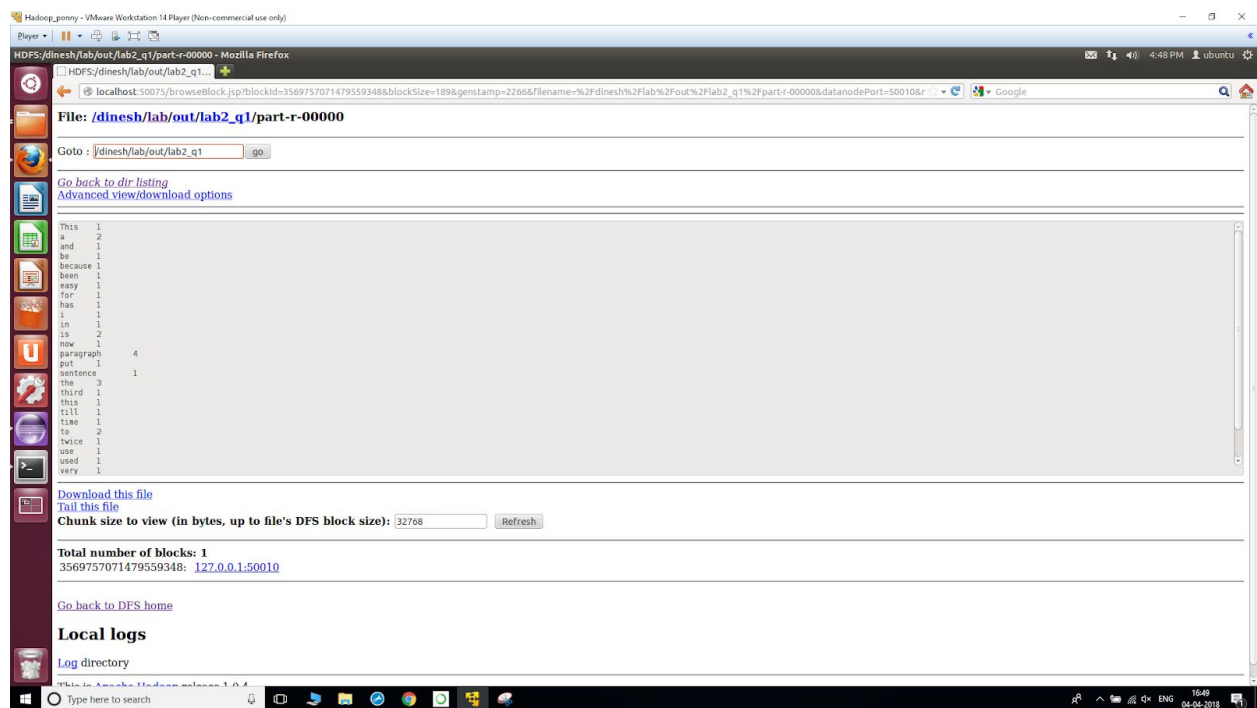 Hadoop_ponny - VMware Workstation 14 Player (Non-commercial use only)
Player
HDFS:/dinesh/lab/out/lab2_q1/part-r-00000 - Mozilla Firefox
4:48 PM ubuntu
HDFS:/dinesh/lab/out/lab2_q1...
localhost:50075/browseBlock.jsp?blockId=3569757071479559348&blockSize=189&genstamp=2266&filename=%2Fdinesh%2Flab%2Fout%2Flab2_q1%2Fpart-r-00000&datanodePort=50010&r
Google
File: /dinesh/lab/out/lab2_q1/part-r-00000
Goto : /dinesh/lab/out/lab2_q1 go
Go back to dir listing
Advanced view/download options
This 1
a 2
and 1
be 1
because 1
been 1
easy 1
for 1
has 1
i 1
in 1
is 2
now 1
paragraph 4
put 1
sentence 1
the 3
third 1
this 1
till 1
time 1
to 2
twice 1
use 1
used 1
very 1
Download this file
Tail this file
Chunk size to view (in bytes, up to file's DFS block size): 32768 Refresh
Total number of blocks: 1
3569757071479559348: 127.0.0.1:50010
Go back to DFS home
Local logs
Log directory
This is Apache Hadoop release 1.0.4
Type here to search
ENG
16:49
04-04-2018